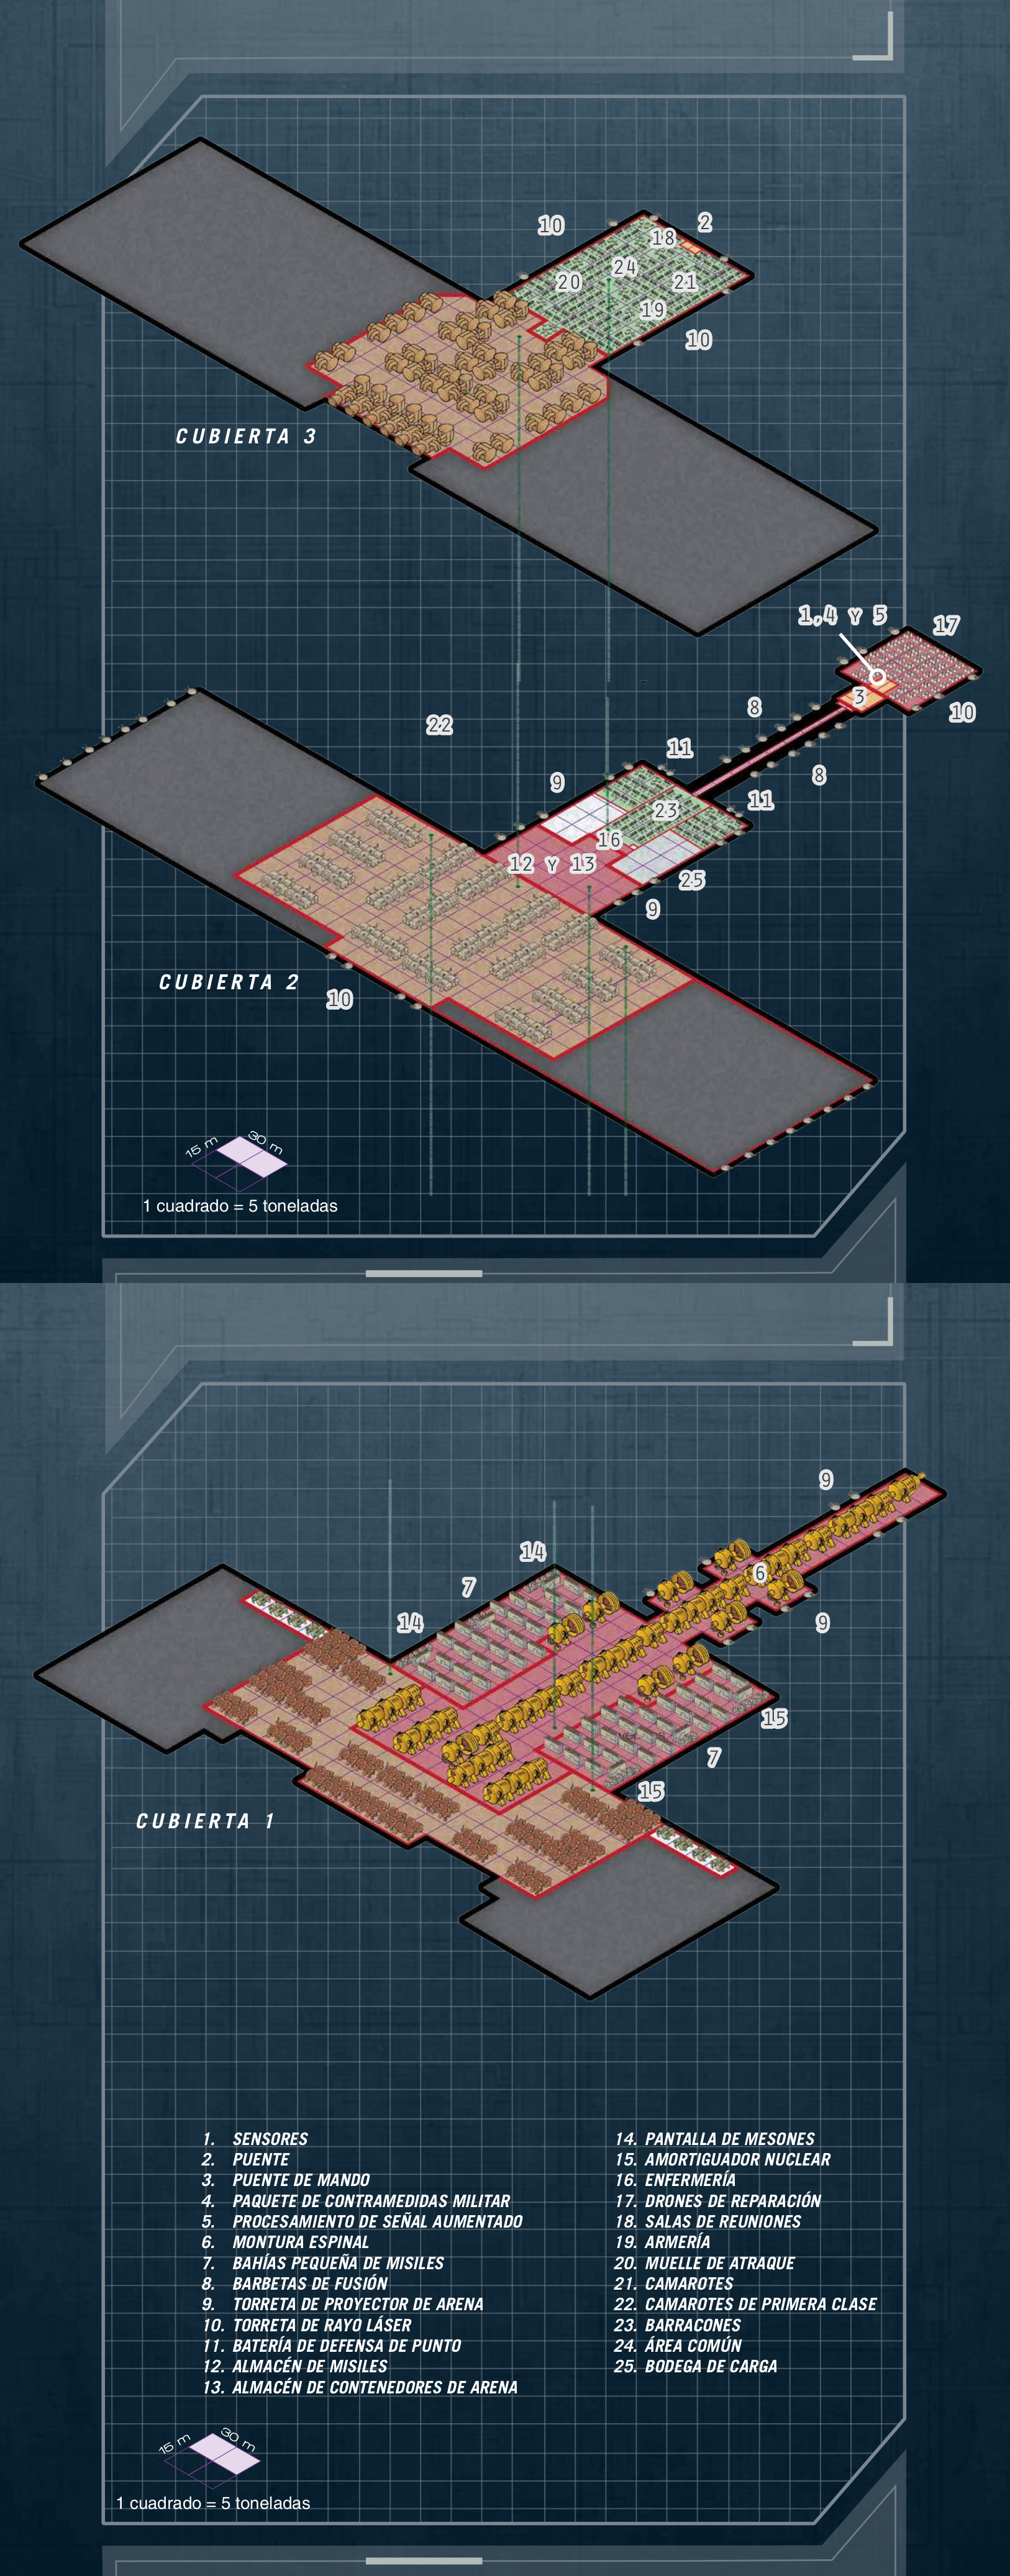 10
2
18
24
20
21
19
10
CUBIERTA 3
1,4 Y 5
17
3
10
8
22
11
8
9
11
23
16
12 Y 13
25
9
CUBIERTA 2
10
15 m
30 m
1 cuadrado = 5 toneladas
9
14
6
7
14
9
15
7
15
CUBIERTA 1
1. SENSORES
2. PUENTE
3. PUENTE DE MANDO
4. PAQUETE DE CONTRAMEDIDAS MILITAR
5. PROCESAMIENTO DE SEÑAL AUMENTADO
6. MONTURA ESPINAL
7. BAHÍAS PEQUEÑA DE MISILES
8. BARBETAS DE FUSIÓN
9. TORRETA DE PROYECTOR DE ARENA
10. TORRETA DE RAYO LÁSER
11. BATERÍA DE DEFENSA DE PUNTO
12. ALMACÉN DE MISILES
13. ALMACÉN DE CONTENEDORES DE ARENA
14. PANTALLA DE MESONES
15. AMORTIGUADOR NUCLEAR
16. ENFERMERÍA
17. DRONES DE REPARACIÓN
18. SALAS DE REUNIONES
19. ARMERÍA
20. MUELLE DE ATRAQUE
21. CAMAROTES
22. CAMAROTES DE PRIMERA CLASE
23. BARRACONES
24. ÁREA COMÚN
25. BODEGA DE CARGA
15 m
30 m
1 cuadrado = 5 toneladas